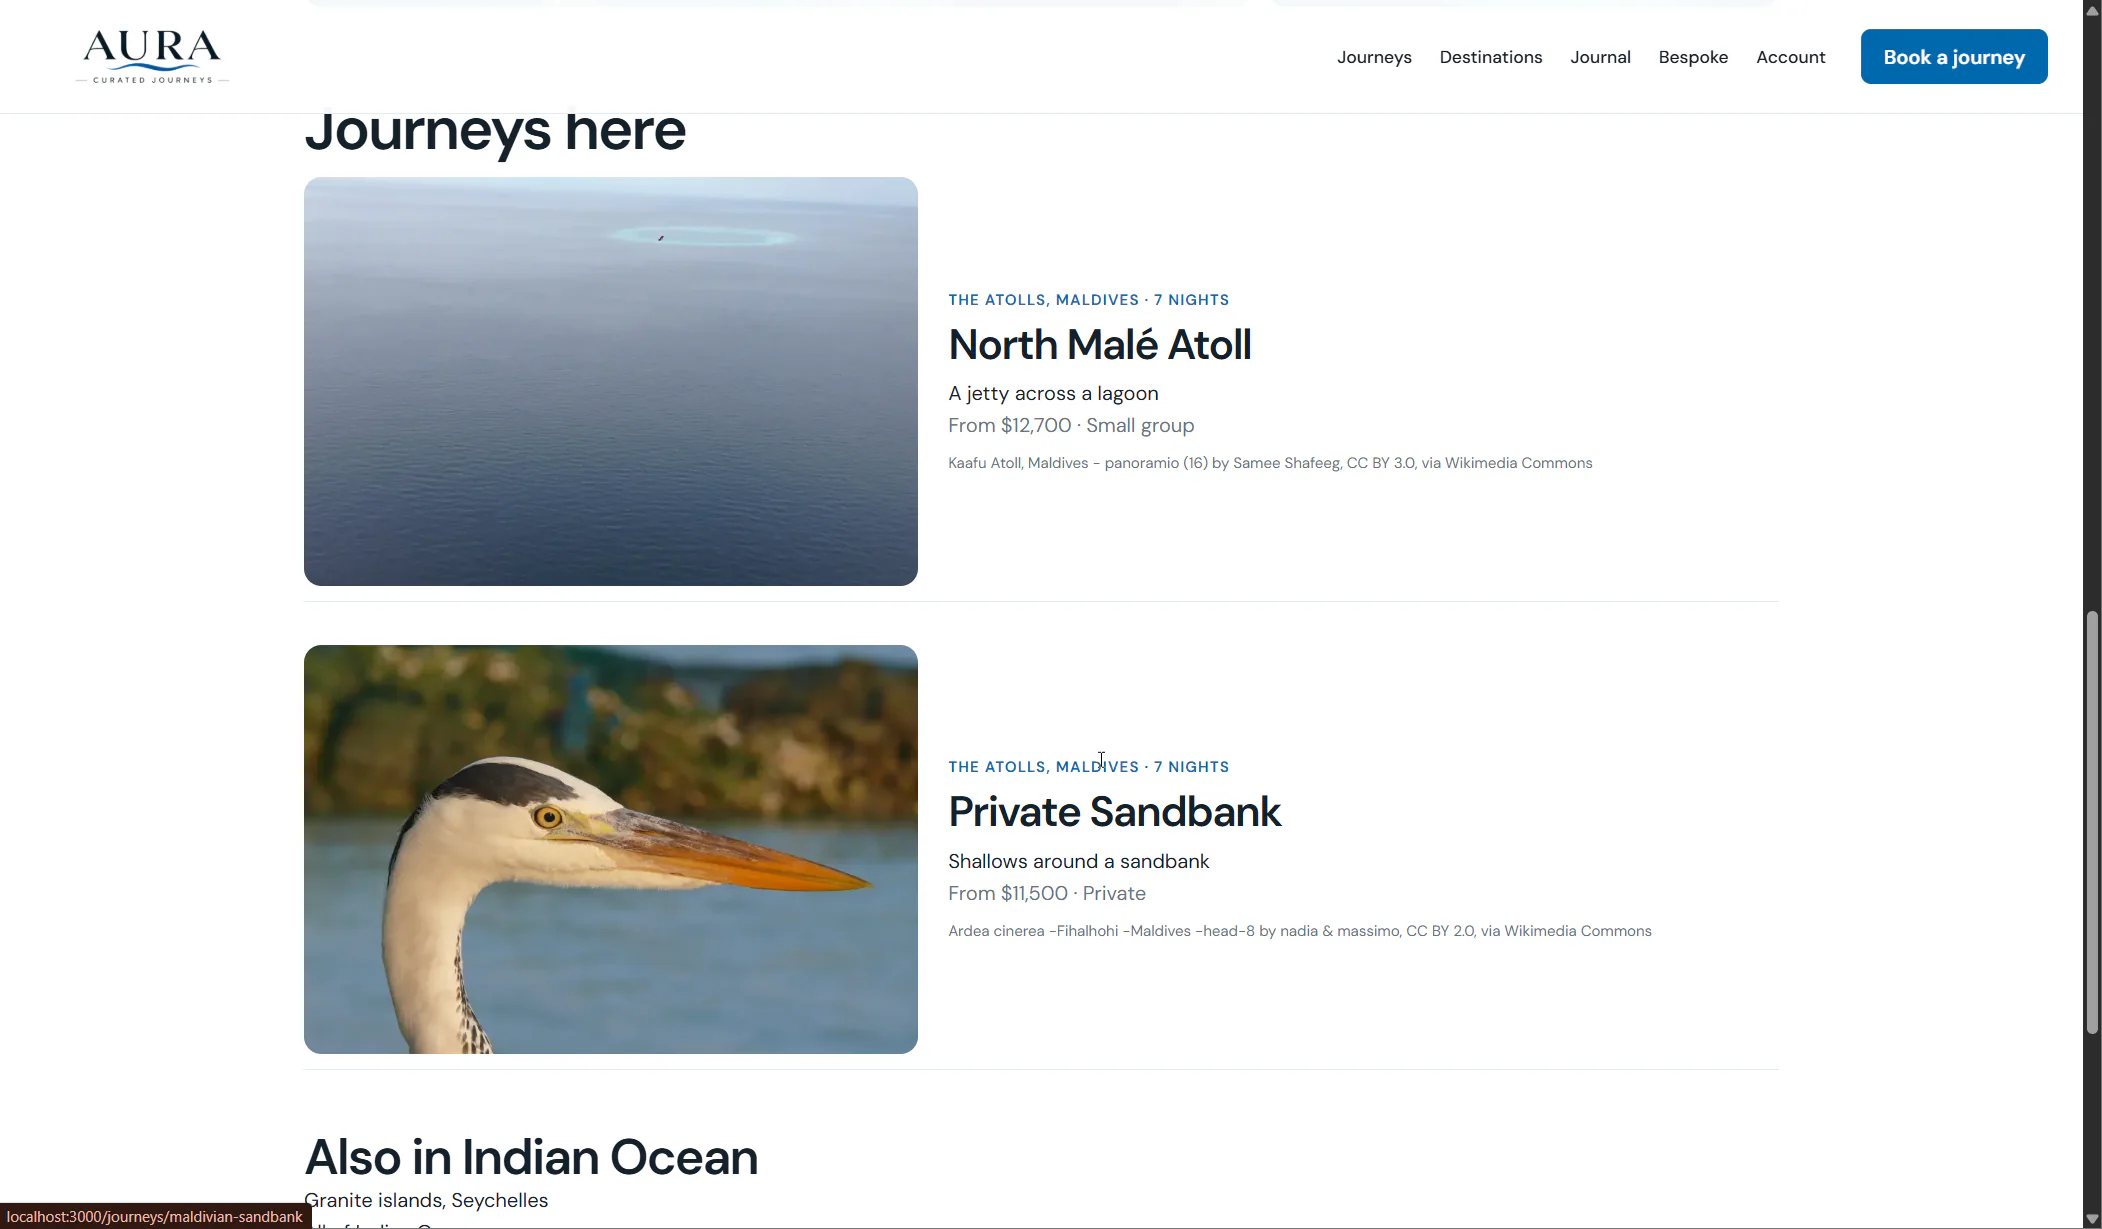 AURA
CURATED JOURNEYS
Journeys
Destinations
Journal
Bespoke
Account
Book a journey
Journeys here
THE ATOLLS, MALDIVES · 7 NIGHTS
North Malé Atoll
A jetty across a lagoon
From $12,700 · Small group
Kaafu Atoll, Maldives - panoramio (16) by Samee Shafeeg, CC BY 3.0, via Wikimedia Commons
THE ATOLLS, MALDIVES · 7 NIGHTS
Private Sandbank
Shallows around a sandbank
From $11,500 · Private
Ardea cinerea -Fihalhohi -Maldives -head-8 by nadia & massimo, CC BY 2.0, via Wikimedia Commons
Also in Indian Ocean
Granite islands, Seychelles
localhost:3000/journeys/maldivian-sandbank